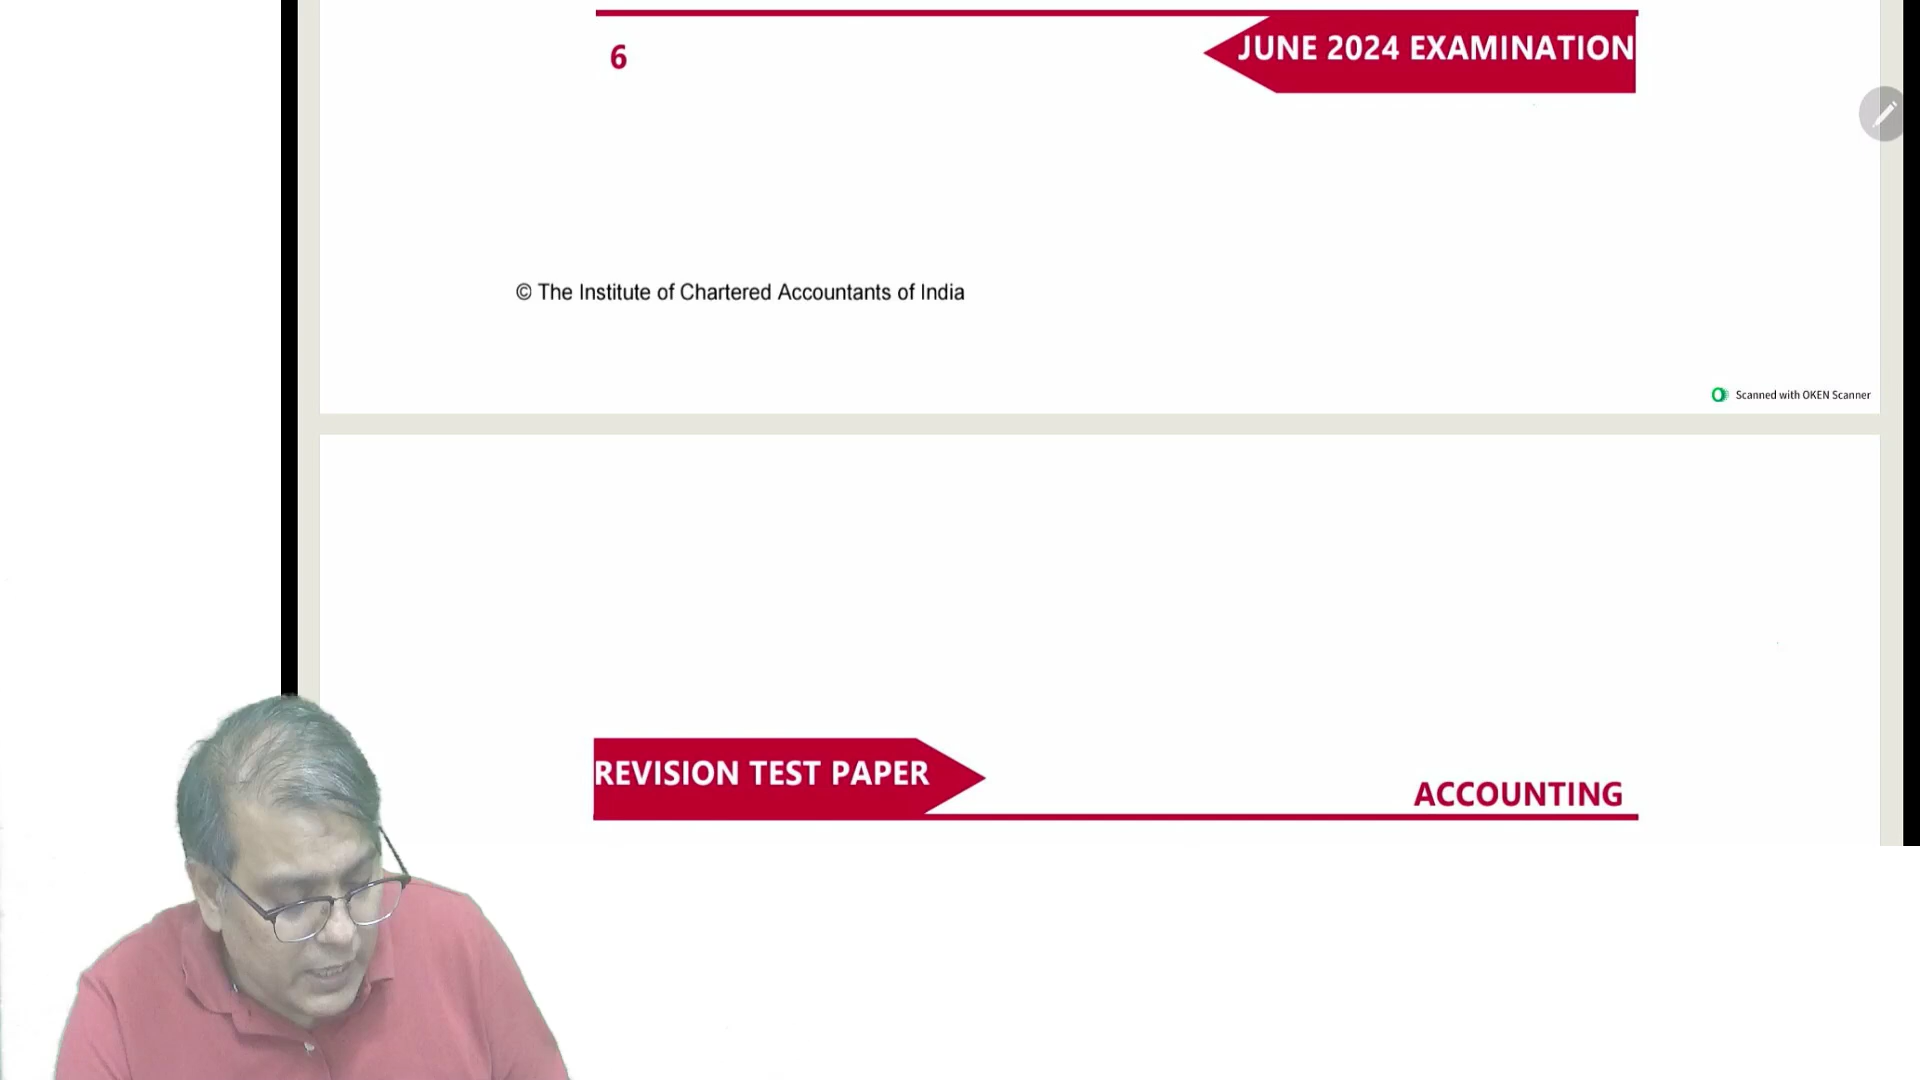 6
JUNE 2024 EXAMINATION
© The Institute of Chartered Accountants of India
Scanned with OKEN Scanner
REVISION TEST PAPER
ACCOUNTING